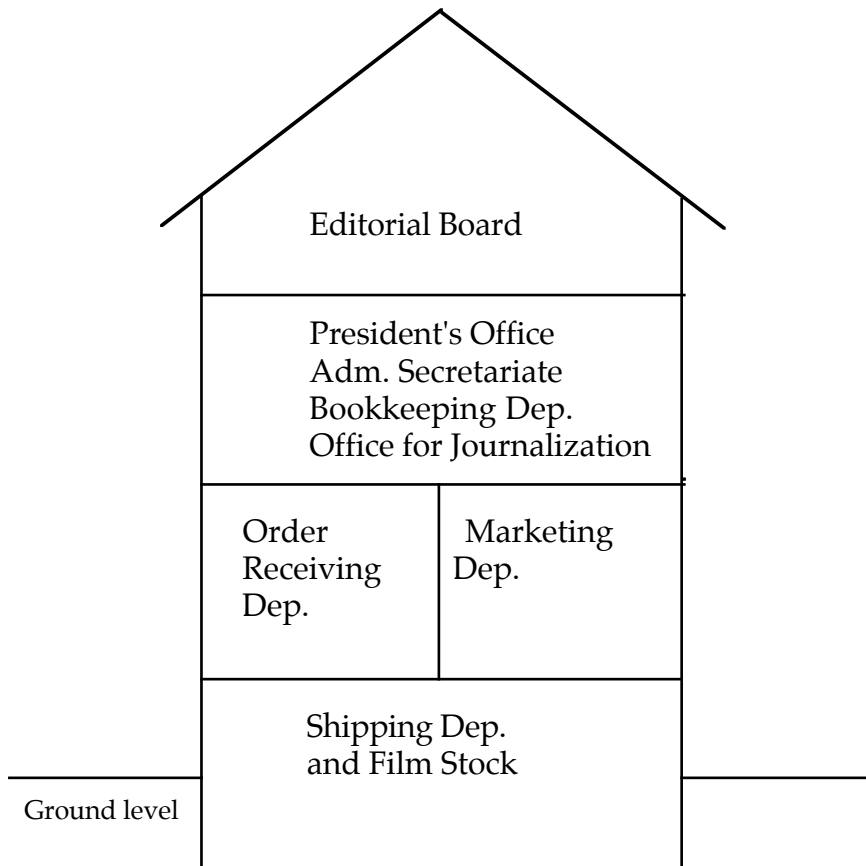 Editorial Board
President's Office
Adm. Secretariate
Bookkeeping Dep.
Office for Journalization
Order
Receiving
Dep.
Marketing
Dep.
Shipping Dep.
and Film Stock
Ground level